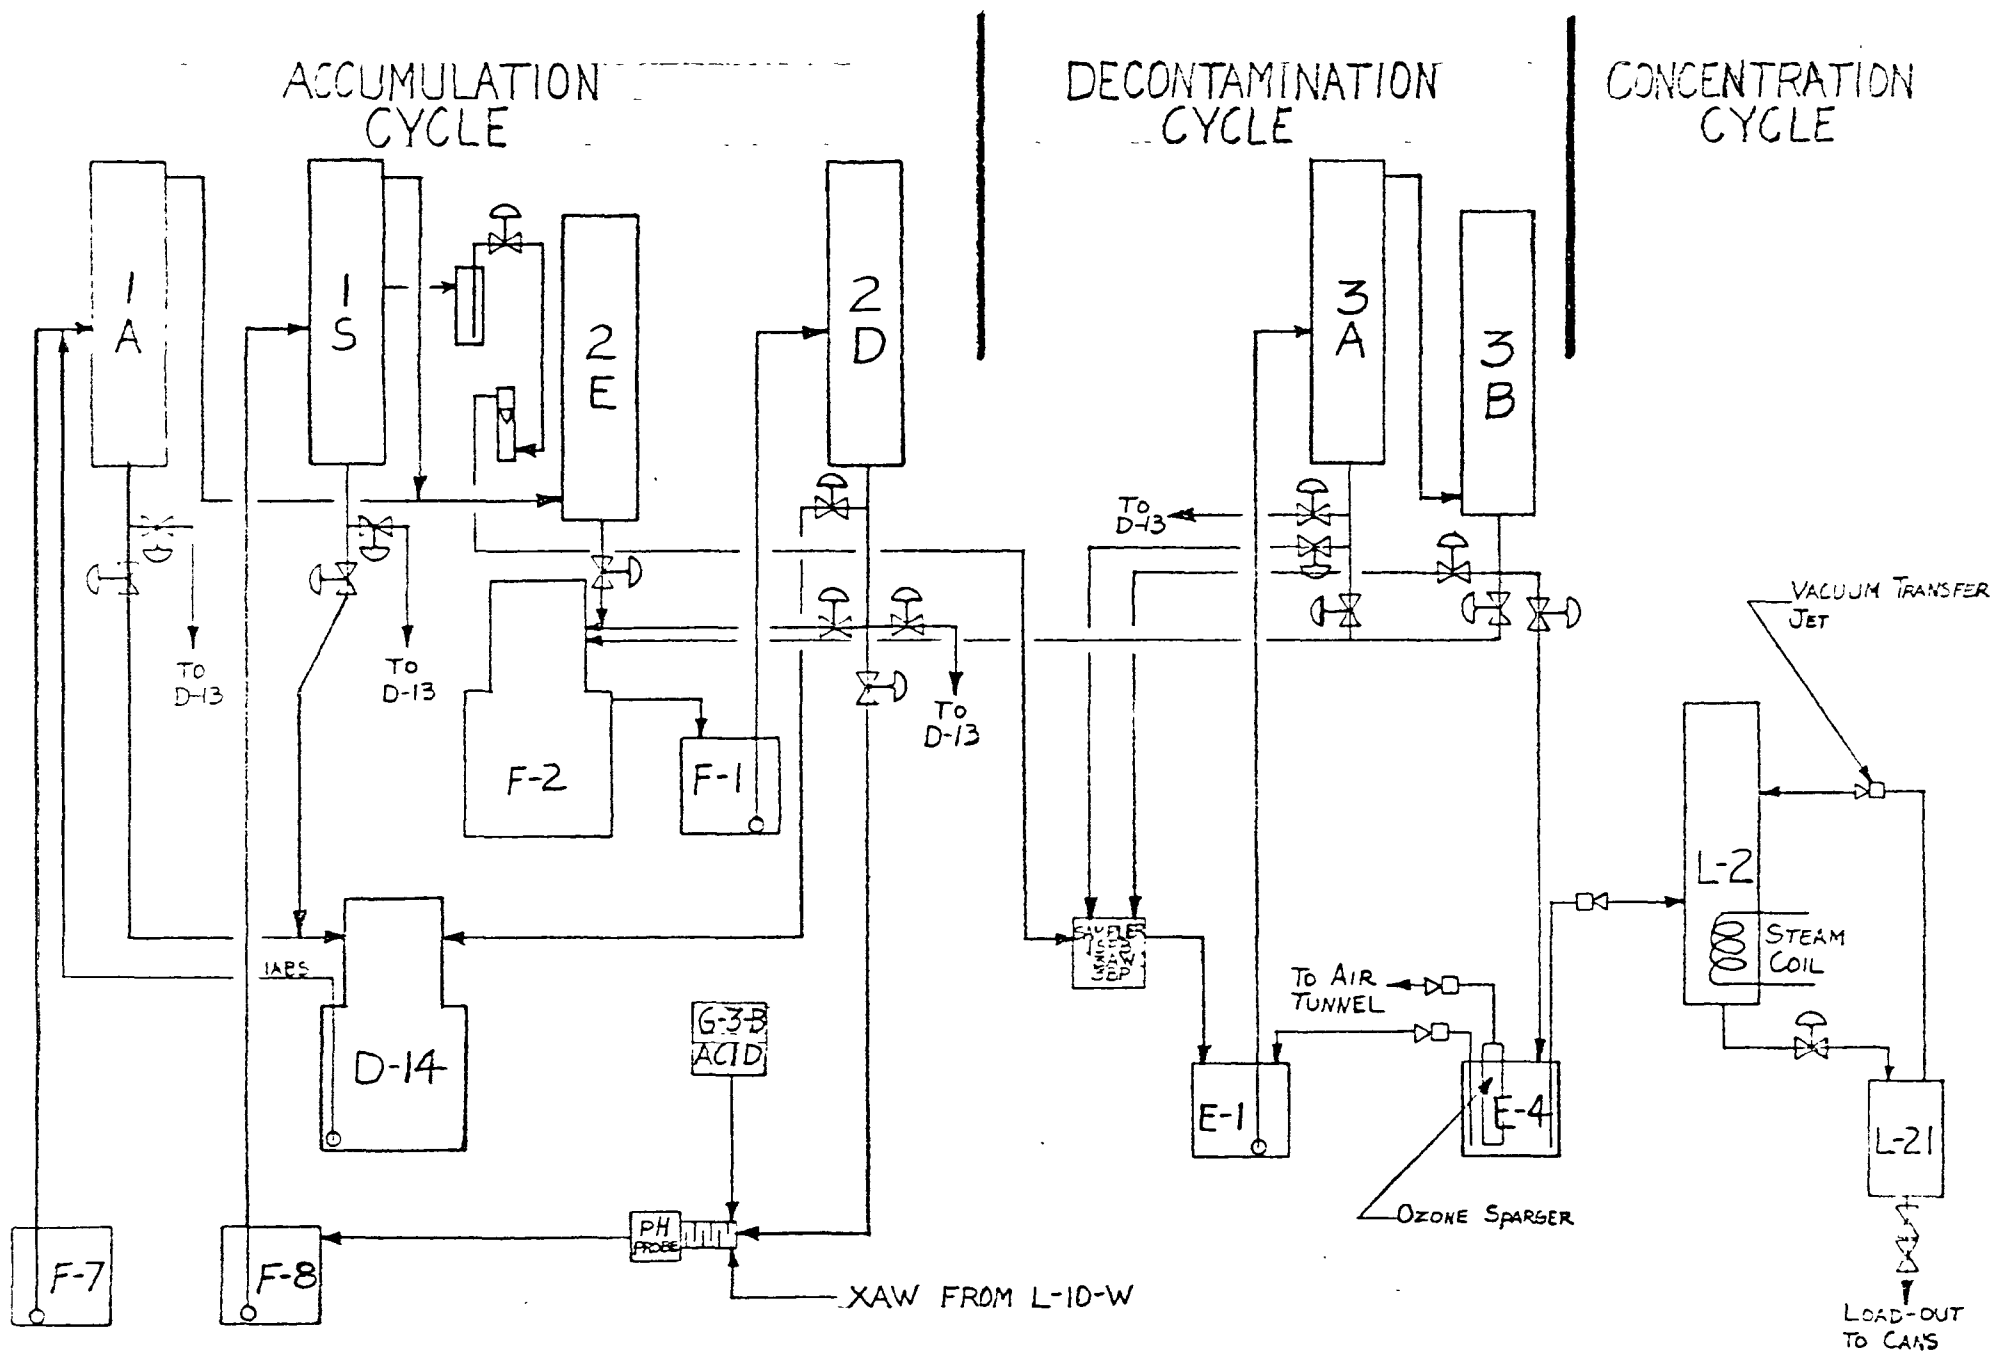 ACCUMULATION
CYCLE
DECONTAMINATION
CYCLE
CONCENTRATION
CYCLE
1
A
1
S
2
E
2
D
3
A
3
B
TO
D-13
TO
D-13
TO
D-13
TO
D-13
VACUUM TRANSFER
JET
F-2
F-1
L-2
STEAM
COIL
SAMPLER
TO AIR
TUNNEL
G-3-B
ACID
D-14
E-1
E-4
L-21
OZONE SPARGER
PH
PROBE
F-7
F-8
XAW FROM L-10-W
LOAD-OUT
TO CANS